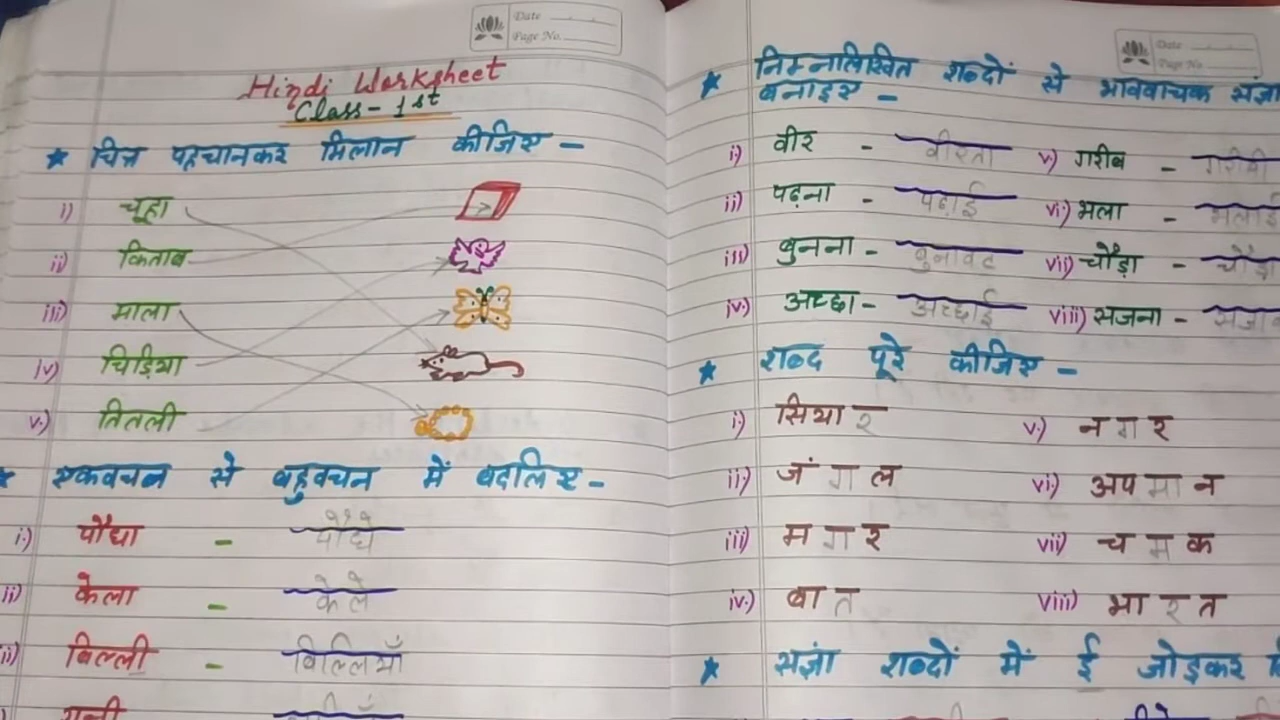 Date
Page No.
Hindi Worksheet
Class - 1st
★ चित्र पहचानकर मिलान कीजिए -
i) चूहा
ii) किताब
iii) माला
iv) चिड़िया
v) तितली
एकवचन से बहुवचन में बदलिए -
i) पौधा - पौधे
ii) केला - केले
iii) बिल्ली - बिल्लियाँ
Date
Page No
★ निम्नलिखित शब्दों से भाववाचक संज्ञा
बनाइए -
i) वीर - वीरता v) गरीब - गरीबी
ii) पढ़ना - पढ़ाई vi) भला - भलाई
iii) बुनना - बुनावट vii) चौड़ा - चौड़ा
iv) अच्छा - अच्छाई viii) सजना - सजा
★ शब्द पूरे कीजिए -
i) सियार v) नगर
ii) जंगल vi) अपमान
iii) मगर vii) चमक
iv) बात viii) भारत
★ संज्ञा शब्दों में ई जोड़कर